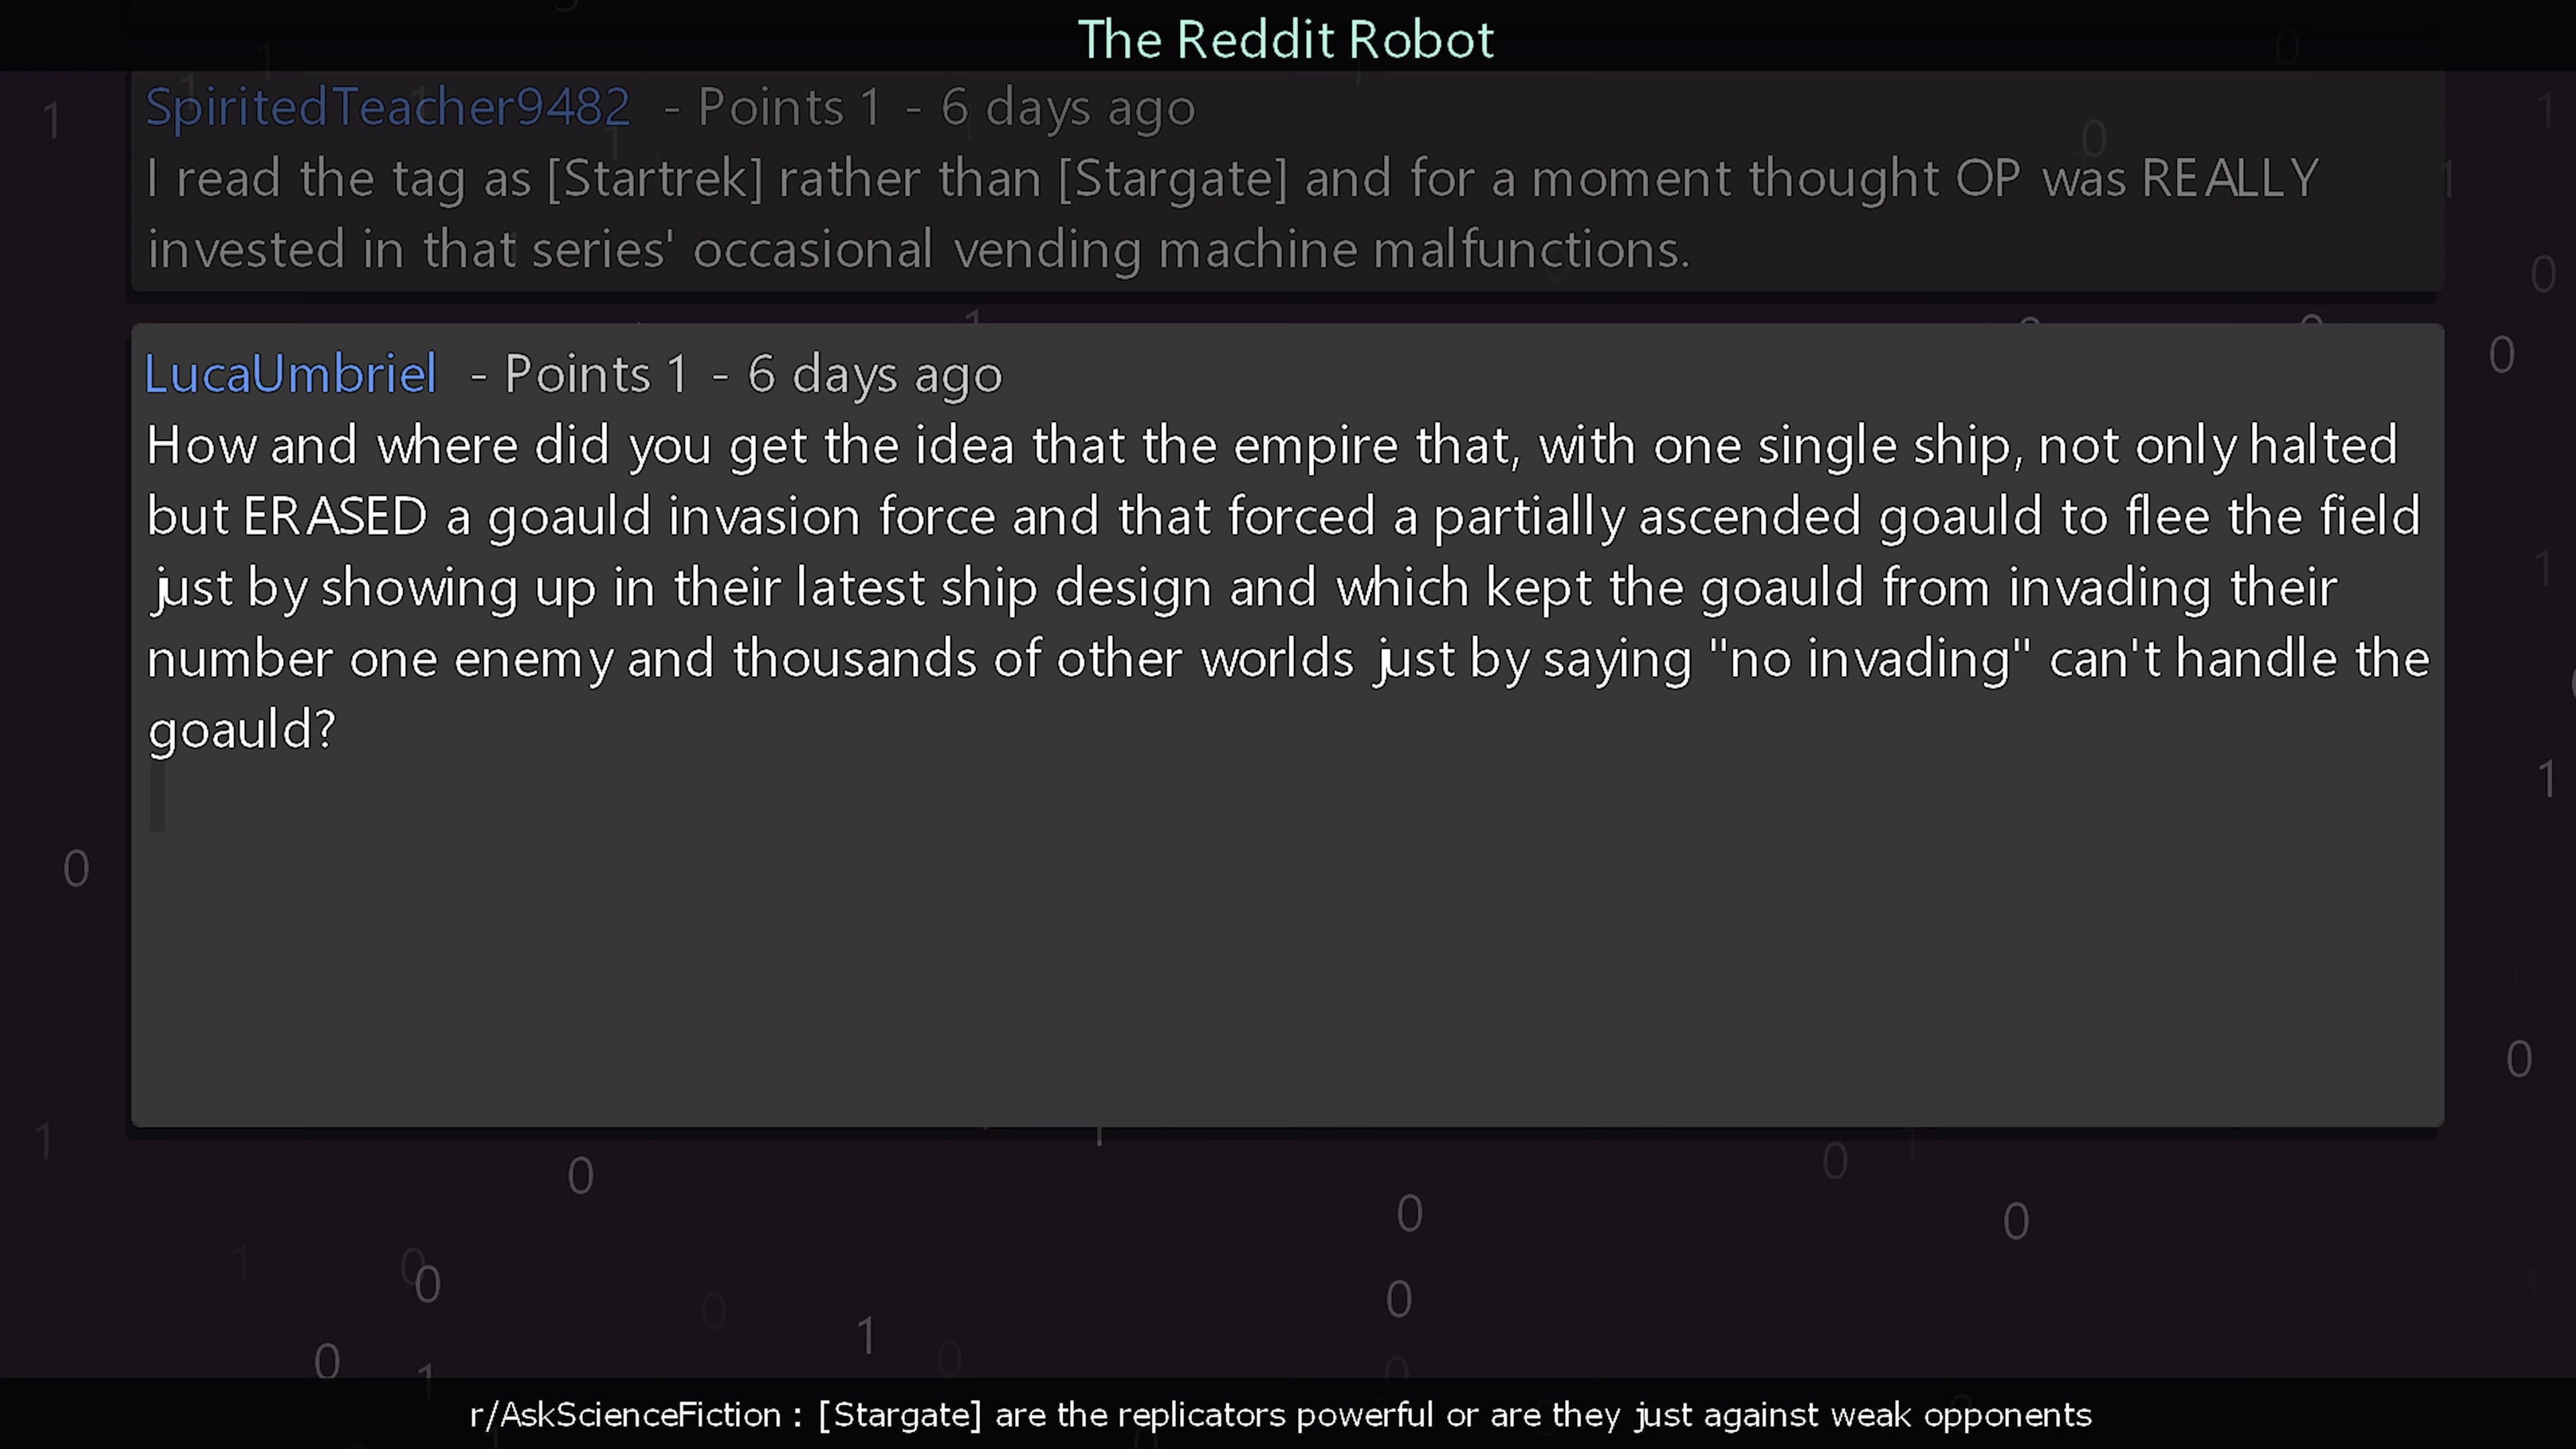 The Reddit Robot
SpiritedTeacher9482 - Points 1 - 6 days ago
I read the tag as [Startrek] rather than [Stargate] and for a moment thought OP was REALLY
invested in that series' occasional vending machine malfunctions.
LucaUmbriel - Points 1 - 6 days ago
How and where did you get the idea that the empire that, with one single ship, not only halted
but ERASED a goauld invasion force and that forced a partially ascended goauld to flee the field
just by showing up in their latest ship design and which kept the goauld from invading their
number one enemy and thousands of other worlds just by saying "no invading" can't handle the
goauld?
r/AskScienceFiction : [Stargate] are the replicators powerful or are they just against weak opponents